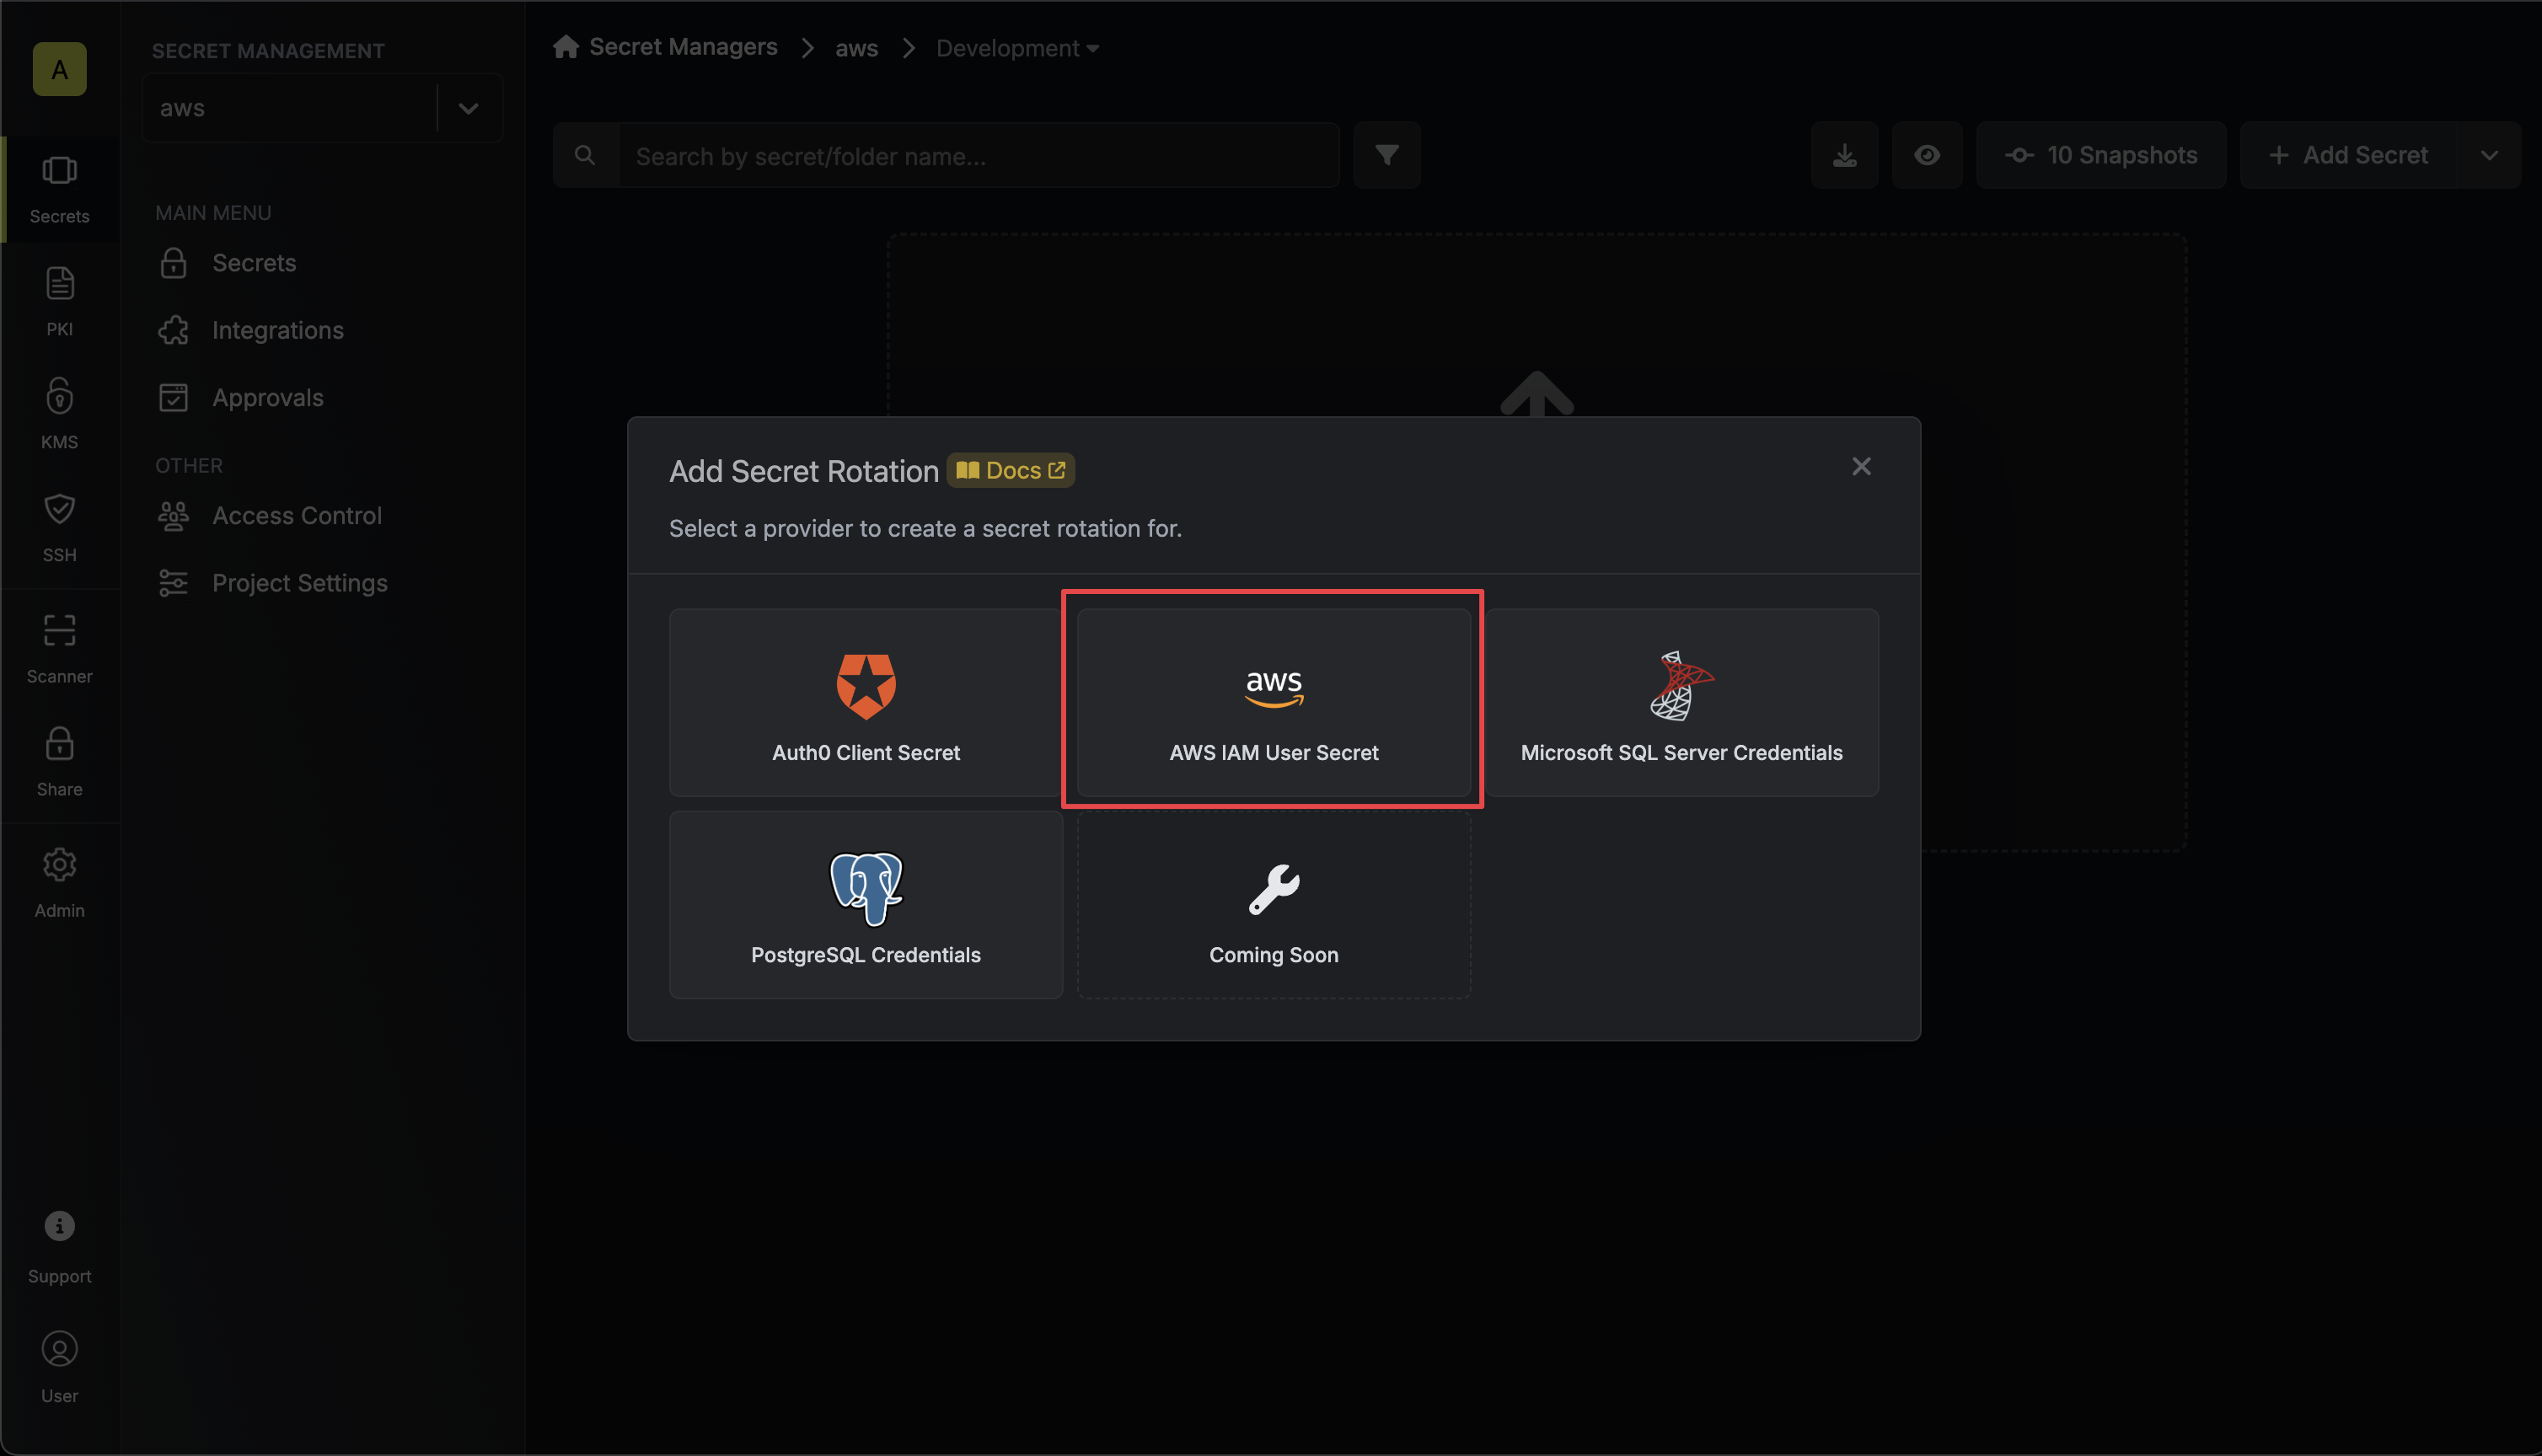 A
Secrets
PKI
KMS
SSH
Scanner
Share
Admin
Support
User
SECRET MANAGEMENT
aws
MAIN MENU
Secrets
Integrations
Approvals
OTHER
Access Control
Project Settings
Secret Managers
aws
Development
Search by secret/folder name...
10 Snapshots
Add Secret
Add Secret Rotation
Docs
Select a provider to create a secret rotation for.
Auth0 Client Secret
aws
AWS IAM User Secret
Microsoft SQL Server Credentials
PostgreSQL Credentials
Coming Soon